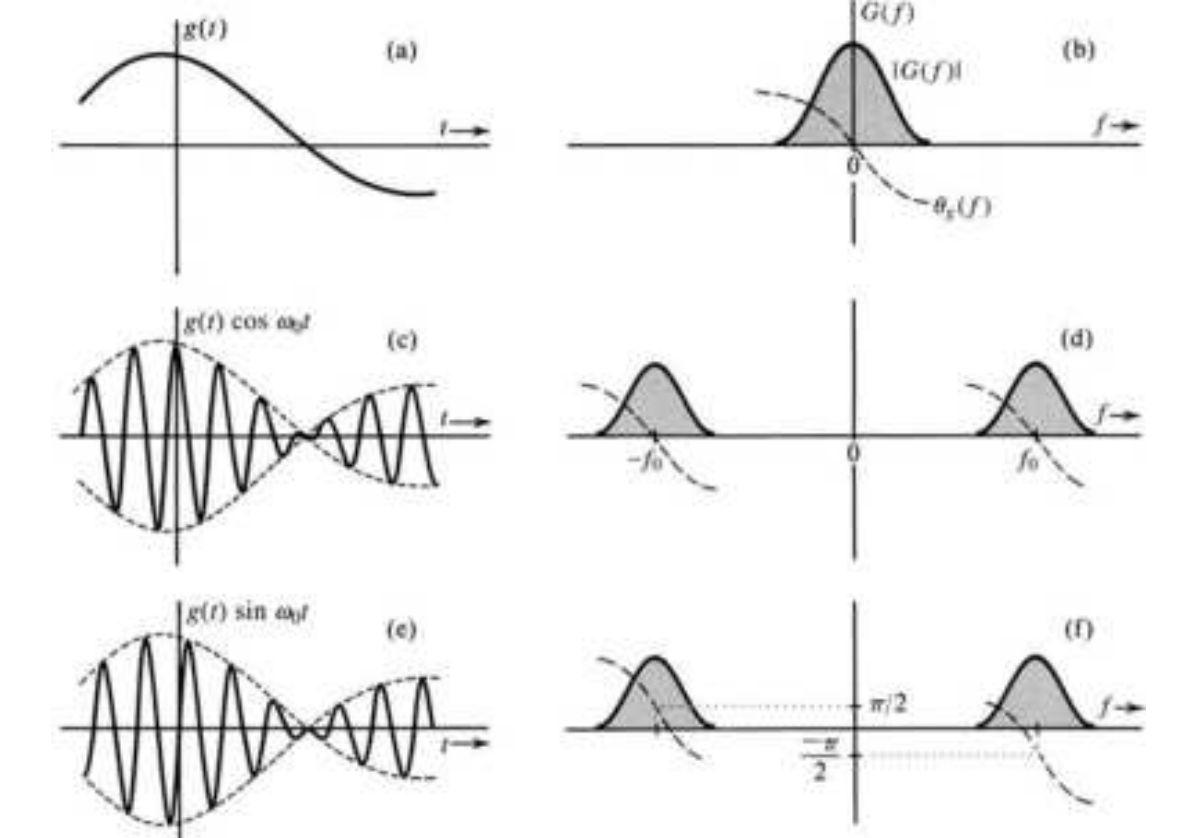 g(t)
(a)
t→
G(f)
|G(f)|
(b)
f→
0
θg(f)
g(t) cos ω₀t
(c)
t→
(d)
f→
−f₀
0
f₀
g(t) sin ω₀t
(e)
t→
(f)
f→
π/2
−π
2